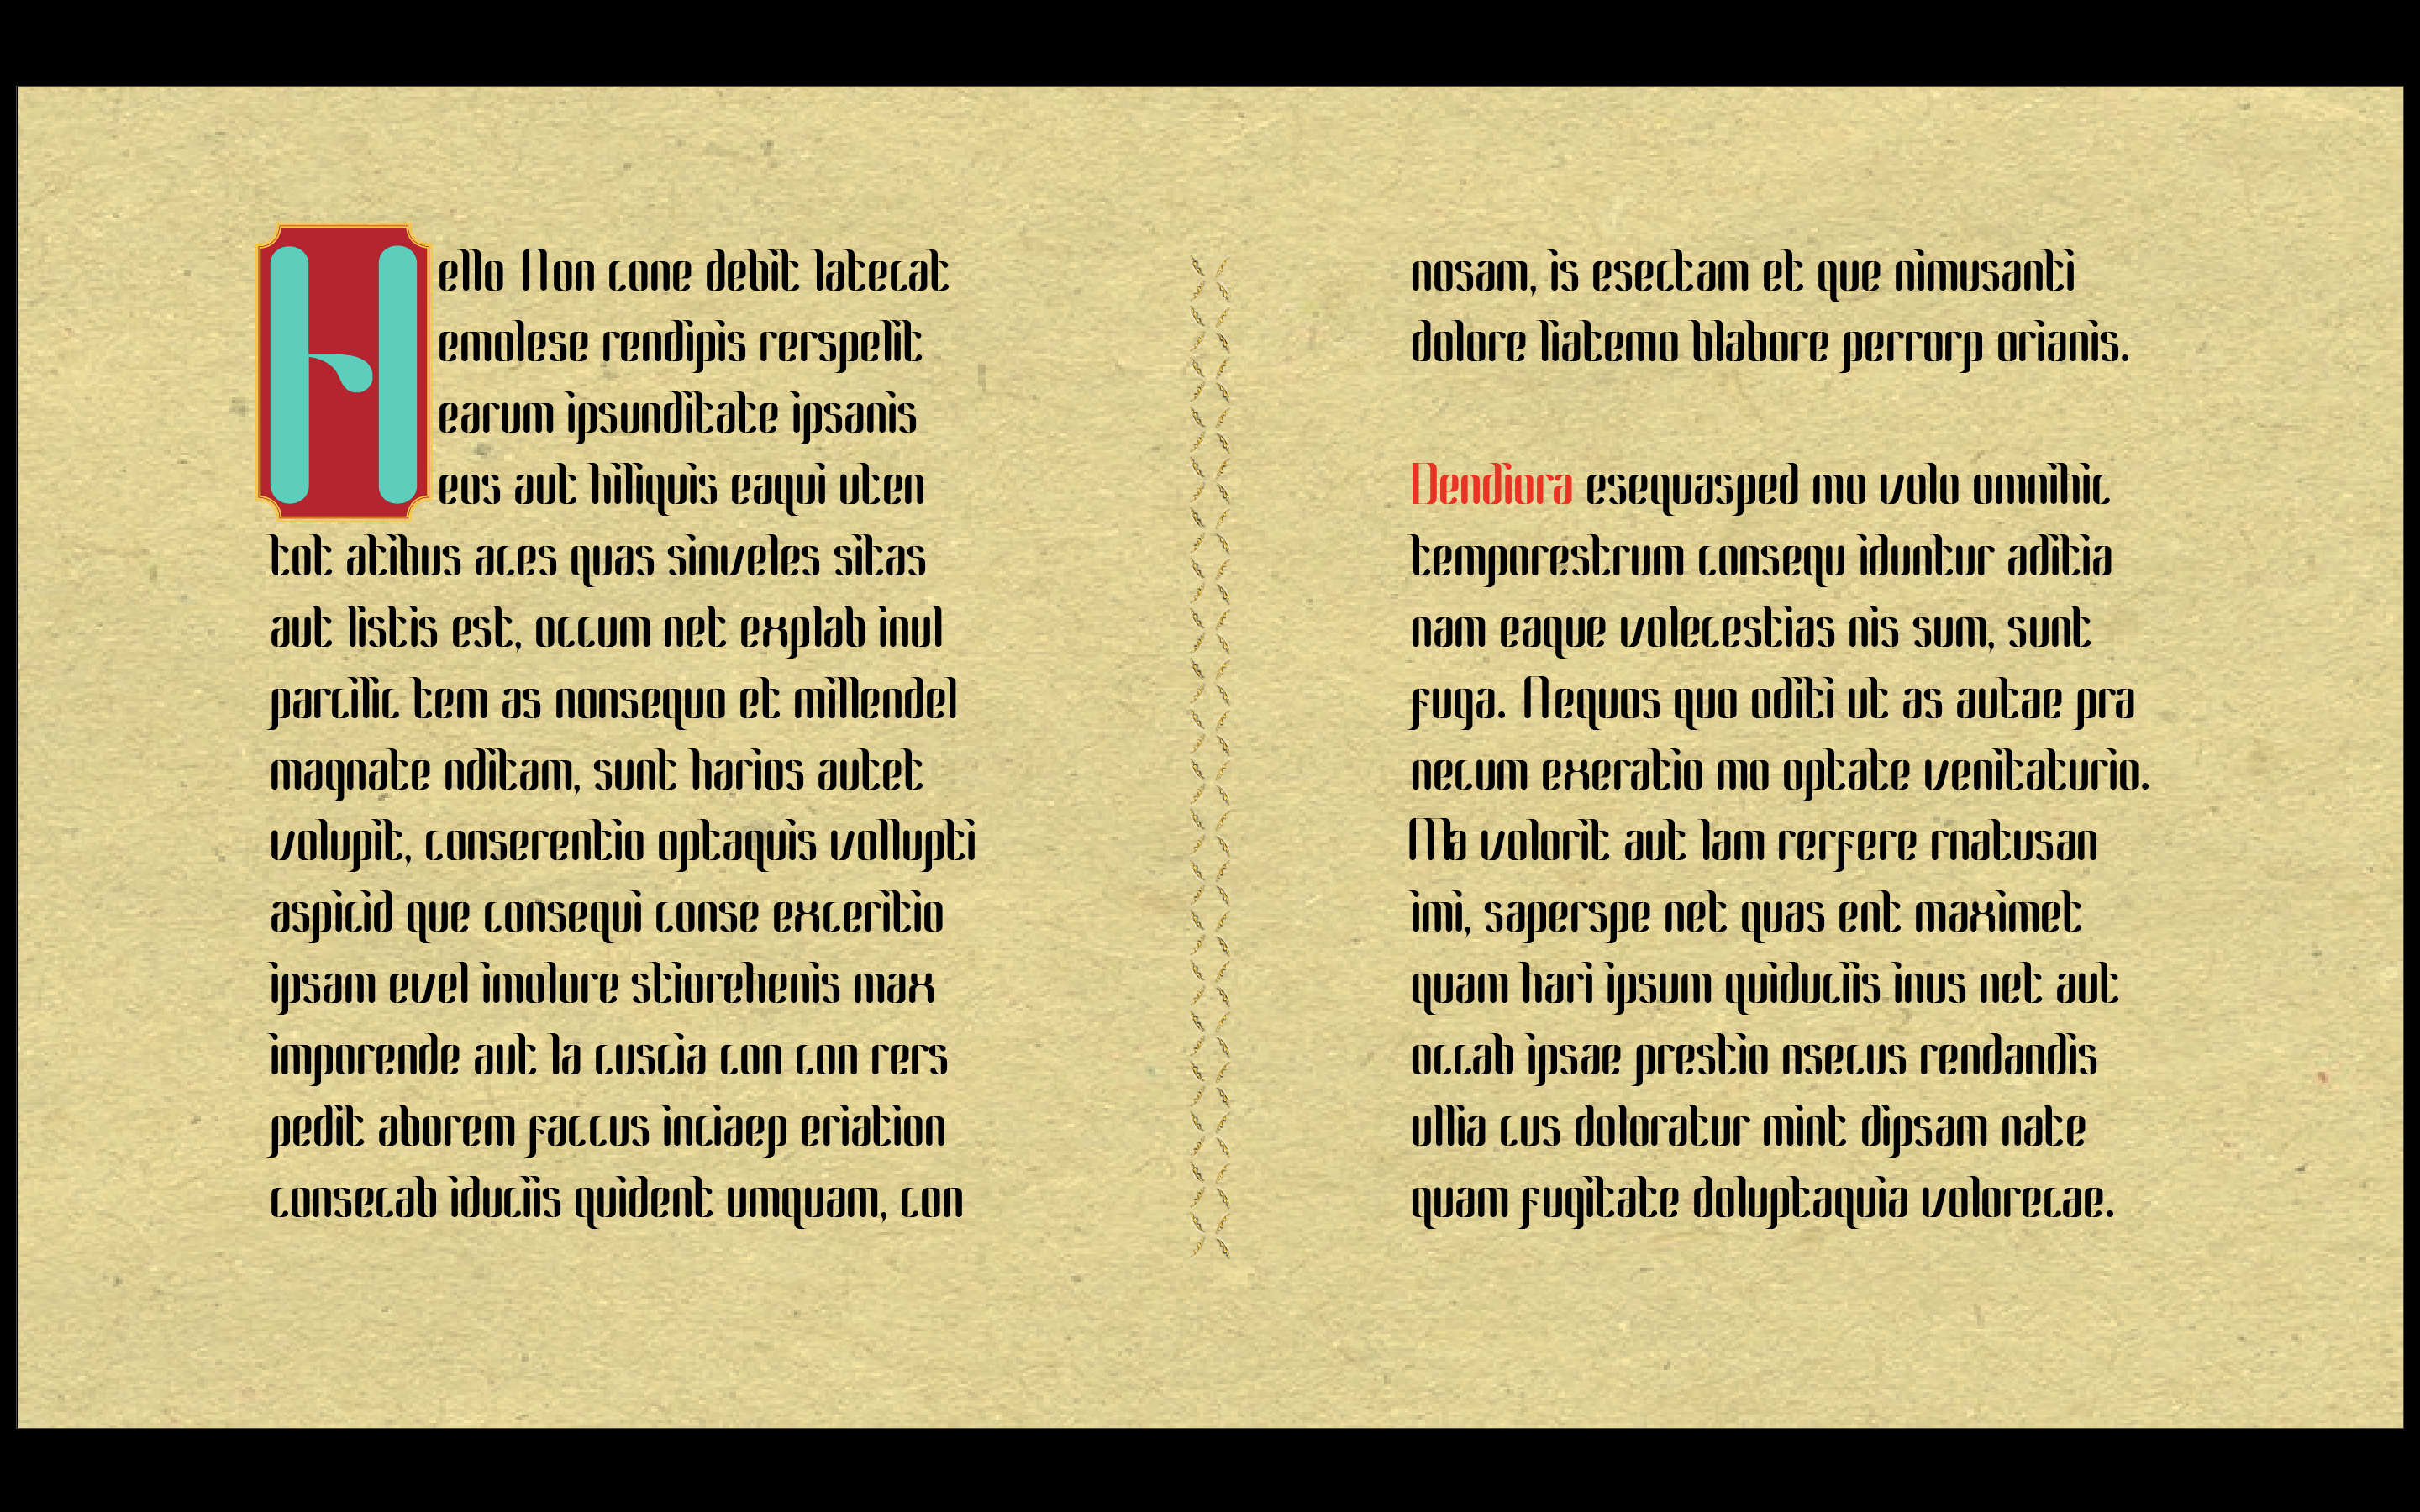 Hello Non cone debit latecat
emolese rendipis rerspelit
earum ipsunditate ipsanis
eos aut hiliquis eaqui uten
tot atibus aces quas sinveles sitas
aut listis est, occum net explab inul
parcilic tem as nonsequo et millendel
magnate nditam, sunt harios autet
volupit, conserentio optaquis vollupti
aspicid que consequi conse exceritio
ipsam evel imolore stiorehenis max
imporende aut la cuscia con con rers
pedit aborem faccus inciaep eriation
consecab iduciis quident umquam, con
nosam, is esectam et que nimusanti
dolore liatemo blabore perrorp orianis.
Dendiora esequasped mo volo omnihic
temporestrum consequ iduntur aditia
nam eaque volecestias nis sum, sunt
fuga. Nequos quo oditi ut as autae pra
necum exeratio mo optate venitaturio.
Ma volorit aut lam rerfere rnatusan
imi, saperspe net quas ent maximet
quam hari ipsum quiduciis inus net aut
occab ipsae prestio nsecus rendandis
ullia cus doloratur mint dipsam nate
quam fugitate doluptaquia volorecae.